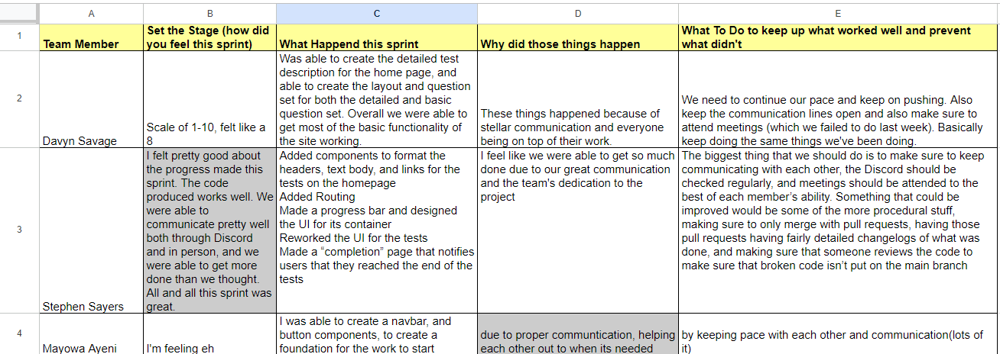 A B C D E
1
Team Member
Set the Stage (how did
you feel this sprint)
What Happend this sprint
Why did those things happen
What To Do to keep up what worked well and prevent
what didn't
2
Davyn Savage
Scale of 1-10, felt like a
8
Was able to create the detailed test
description for the home page, and
able to create the layout and question
set for both the detailed and basic
question set. Overall we were able to
get most of the basic functionality of
the site working.
These things happened because of
stellar communication and everyone
being on top of their work.
We need to continue our pace and keep on pushing. Also
keep the communication lines open and also make sure to
attend meetings (which we failed to do last week). Basically
keep doing the same things we've been doing.
3
Stephen Sayers
I felt pretty good about
the progress made this
sprint. The code
produced works well. We
were able to
communicate pretty well
both through Discord
and in person, and we
were able to get more
done than we thought.
All and all this sprint was
great.
Added components to format the
headers, text body, and links for the
tests on the homepage
Added Routing
Made a progress bar and designed
the UI for its container
Reworked the UI for the tests
Made a “completion” page that notifies
users that they reached the end of the
tests
I feel like we were able to get so much
done due to our great communication
and the team's dedication to the
project
The biggest thing that we should do is to make sure to keep
communicating with each other, the Discord should be
checked regularly, and meetings should be attended to the
best of each member’s ability. Something that could be
improved would be some of the more procedural stuff,
making sure to only merge with pull requests, having those
pull requests having fairly detailed changelogs of what was
done, and making sure that someone reviews the code to
make sure that broken code isn’t put on the main branch
4
Mayowa Ayeni
I'm feeling eh
I was able to create a navbar, and
button components, to create a
foundation for the work to start
due to proper communtication, helping
each other out to when its needed
by keeping pace with each other and communication(lots of
it)